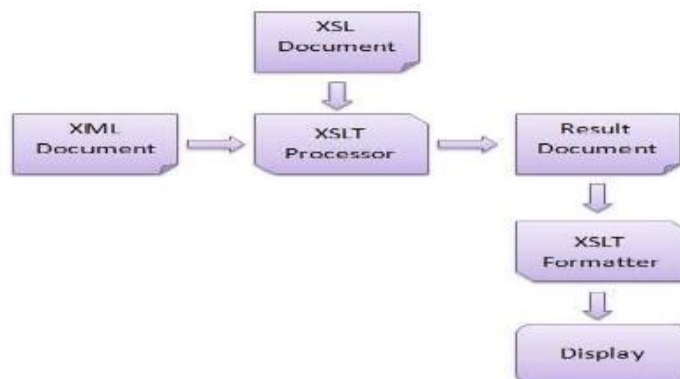 XSL
Document
XML
Document
XSLT
Processor
Result
Document
XSLT
Formatter
Display